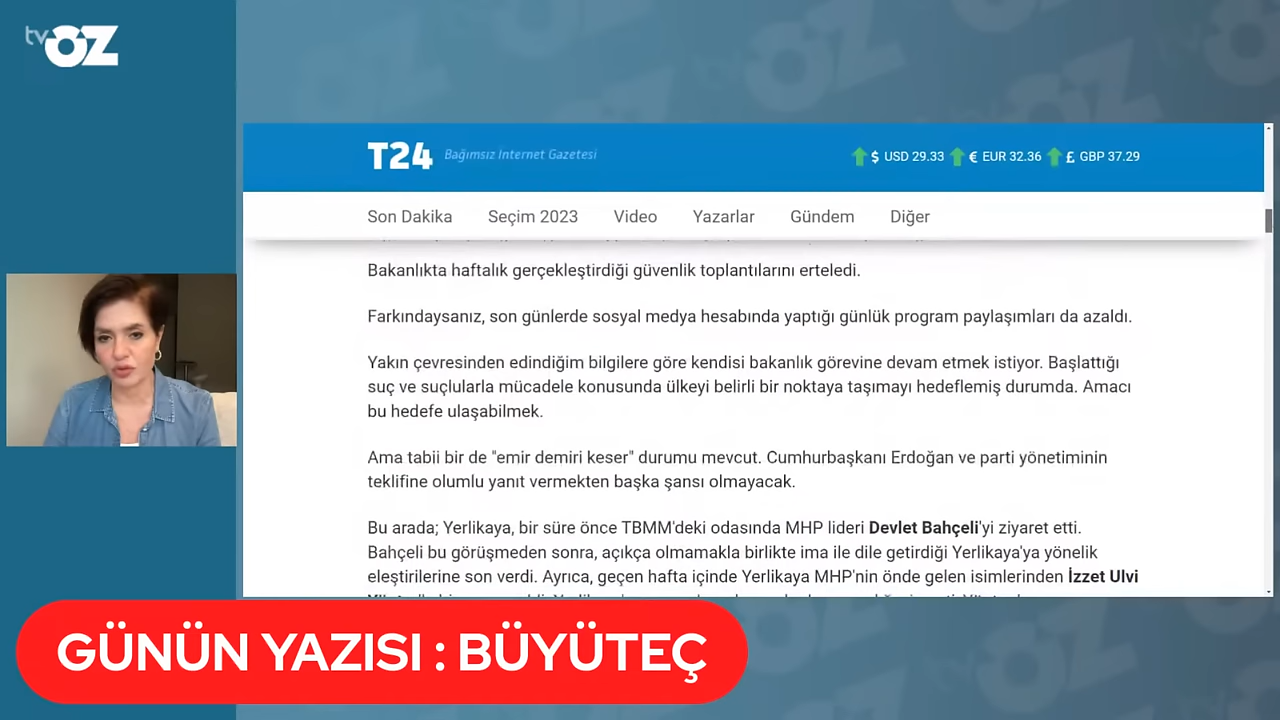 tvÖZ
T24 Bağımsız İnternet Gazetesi
$ USD 29.33 € EUR 32.36 £ GBP 37.29
Son Dakika Seçim 2023 Video Yazarlar Gündem Diğer
Bakanlıkta haftalık gerçekleştirdiği güvenlik toplantılarını erteledi.
Farkındaysanız, son günlerde sosyal medya hesabında yaptığı günlük program paylaşımları da azaldı.
Yakın çevresinden edindiğim bilgilere göre kendisi bakanlık görevine devam etmek istiyor. Başlattığı
suç ve suçlularla mücadele konusunda ülkeyi belirli bir noktaya taşımayı hedeflemiş durumda. Amacı
bu hedefe ulaşabilmek.
Ama tabii bir de "emir demiri keser" durumu mevcut. Cumhurbaşkanı Erdoğan ve parti yönetiminin
teklifine olumlu yanıt vermekten başka şansı olmayacak.
Bu arada; Yerlikaya, bir süre önce TBMM'deki odasında MHP lideri Devlet Bahçeli'yi ziyaret etti.
Bahçeli bu görüşmeden sonra, açıkça olmamakla birlikte ima ile dile getirdiği Yerlikaya'ya yönelik
eleştirilerine son verdi. Ayrıca, geçen hafta içinde Yerlikaya MHP'nin önde gelen isimlerinden İzzet Ulvi
GÜNÜN YAZISI : BÜYÜTEÇ